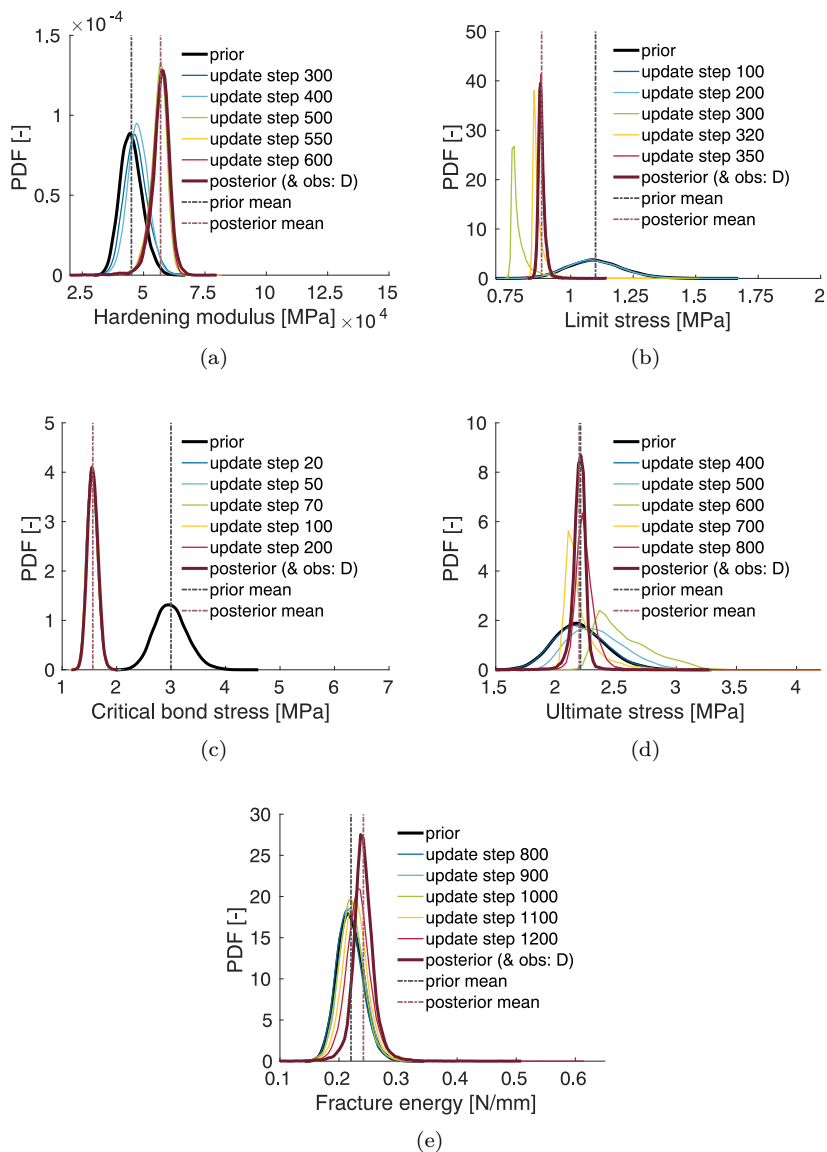 ×10⁻⁴
1.5
1
0.5
0
PDF [-]
prior
update step 300
update step 400
update step 500
update step 550
update step 600
posterior (& obs: D)
prior mean
posterior mean
2.5 5 7.5 10 12.5 15
Hardening modulus [MPa] ×10⁴
(a)
50
40
30
20
10
0
PDF [-]
prior
update step 100
update step 200
update step 300
update step 320
update step 350
posterior (& obs: D)
prior mean
posterior mean
0.75 1 1.25 1.5 1.75 2
Limit stress [MPa]
(b)
5
4
3
2
1
0
PDF [-]
prior
update step 20
update step 50
update step 70
update step 100
update step 200
posterior (& obs: D)
prior mean
posterior mean
1 2 3 4 5 6 7
Critical bond stress [MPa]
(c)
10
8
6
4
2
0
PDF [-]
prior
update step 400
update step 500
update step 600
update step 700
update step 800
posterior (& obs: D)
prior mean
posterior mean
1.5 2 2.5 3 3.5 4
Ultimate stress [MPa]
(d)
30
25
20
15
10
5
0
PDF [-]
prior
update step 800
update step 900
update step 1000
update step 1100
update step 1200
posterior (& obs: D)
prior mean
posterior mean
0.1 0.2 0.3 0.4 0.5 0.6
Fracture energy [N/mm]
(e)